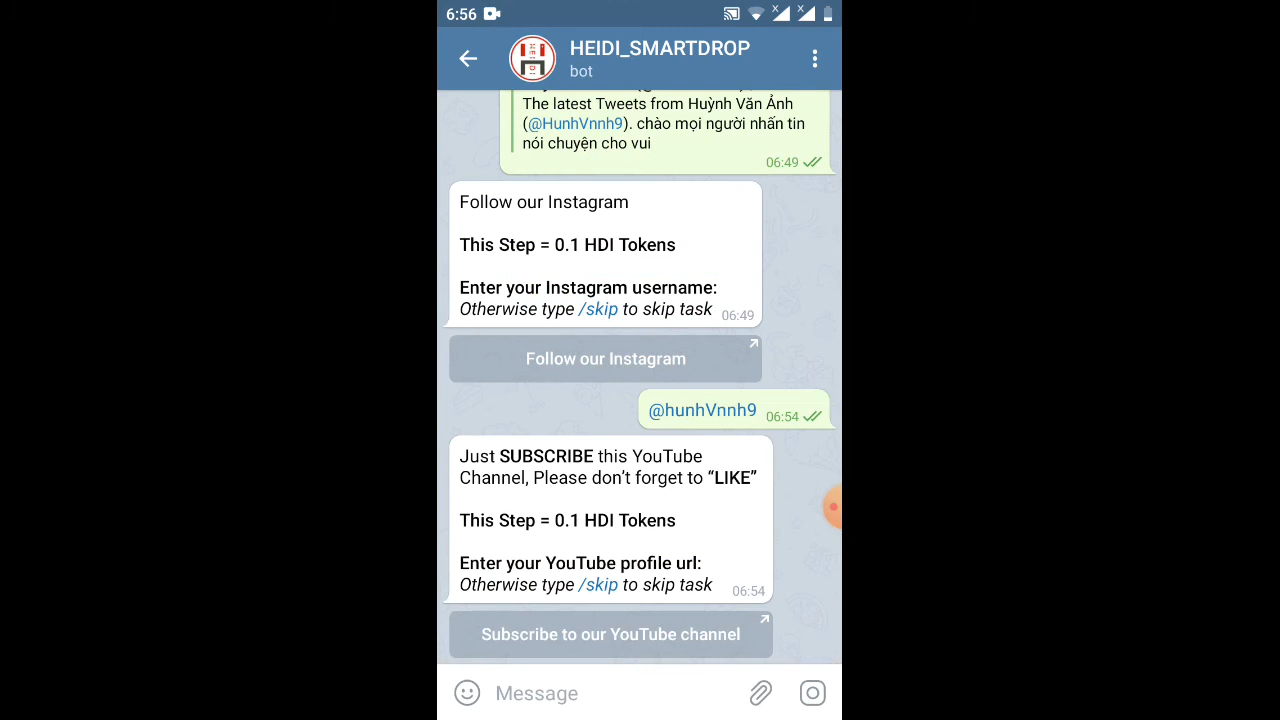 6:56
HEIDI_SMARTDROP
bot
The latest Tweets from Huỳnh Văn Ảnh
(@HunhVnnh9). chào mọi người nhấn tin
nói chuyện cho vui
06:49
Follow our Instagram
This Step = 0.1 HDI Tokens
Enter your Instagram username:
Otherwise type /skip to skip task
06:49
Follow our Instagram
@hunhVnnh9 06:54
Just SUBSCRIBE this YouTube
Channel, Please don't forget to “LIKE”
This Step = 0.1 HDI Tokens
Enter your YouTube profile url:
Otherwise type /skip to skip task
06:54
Subscribe to our YouTube channel
Message